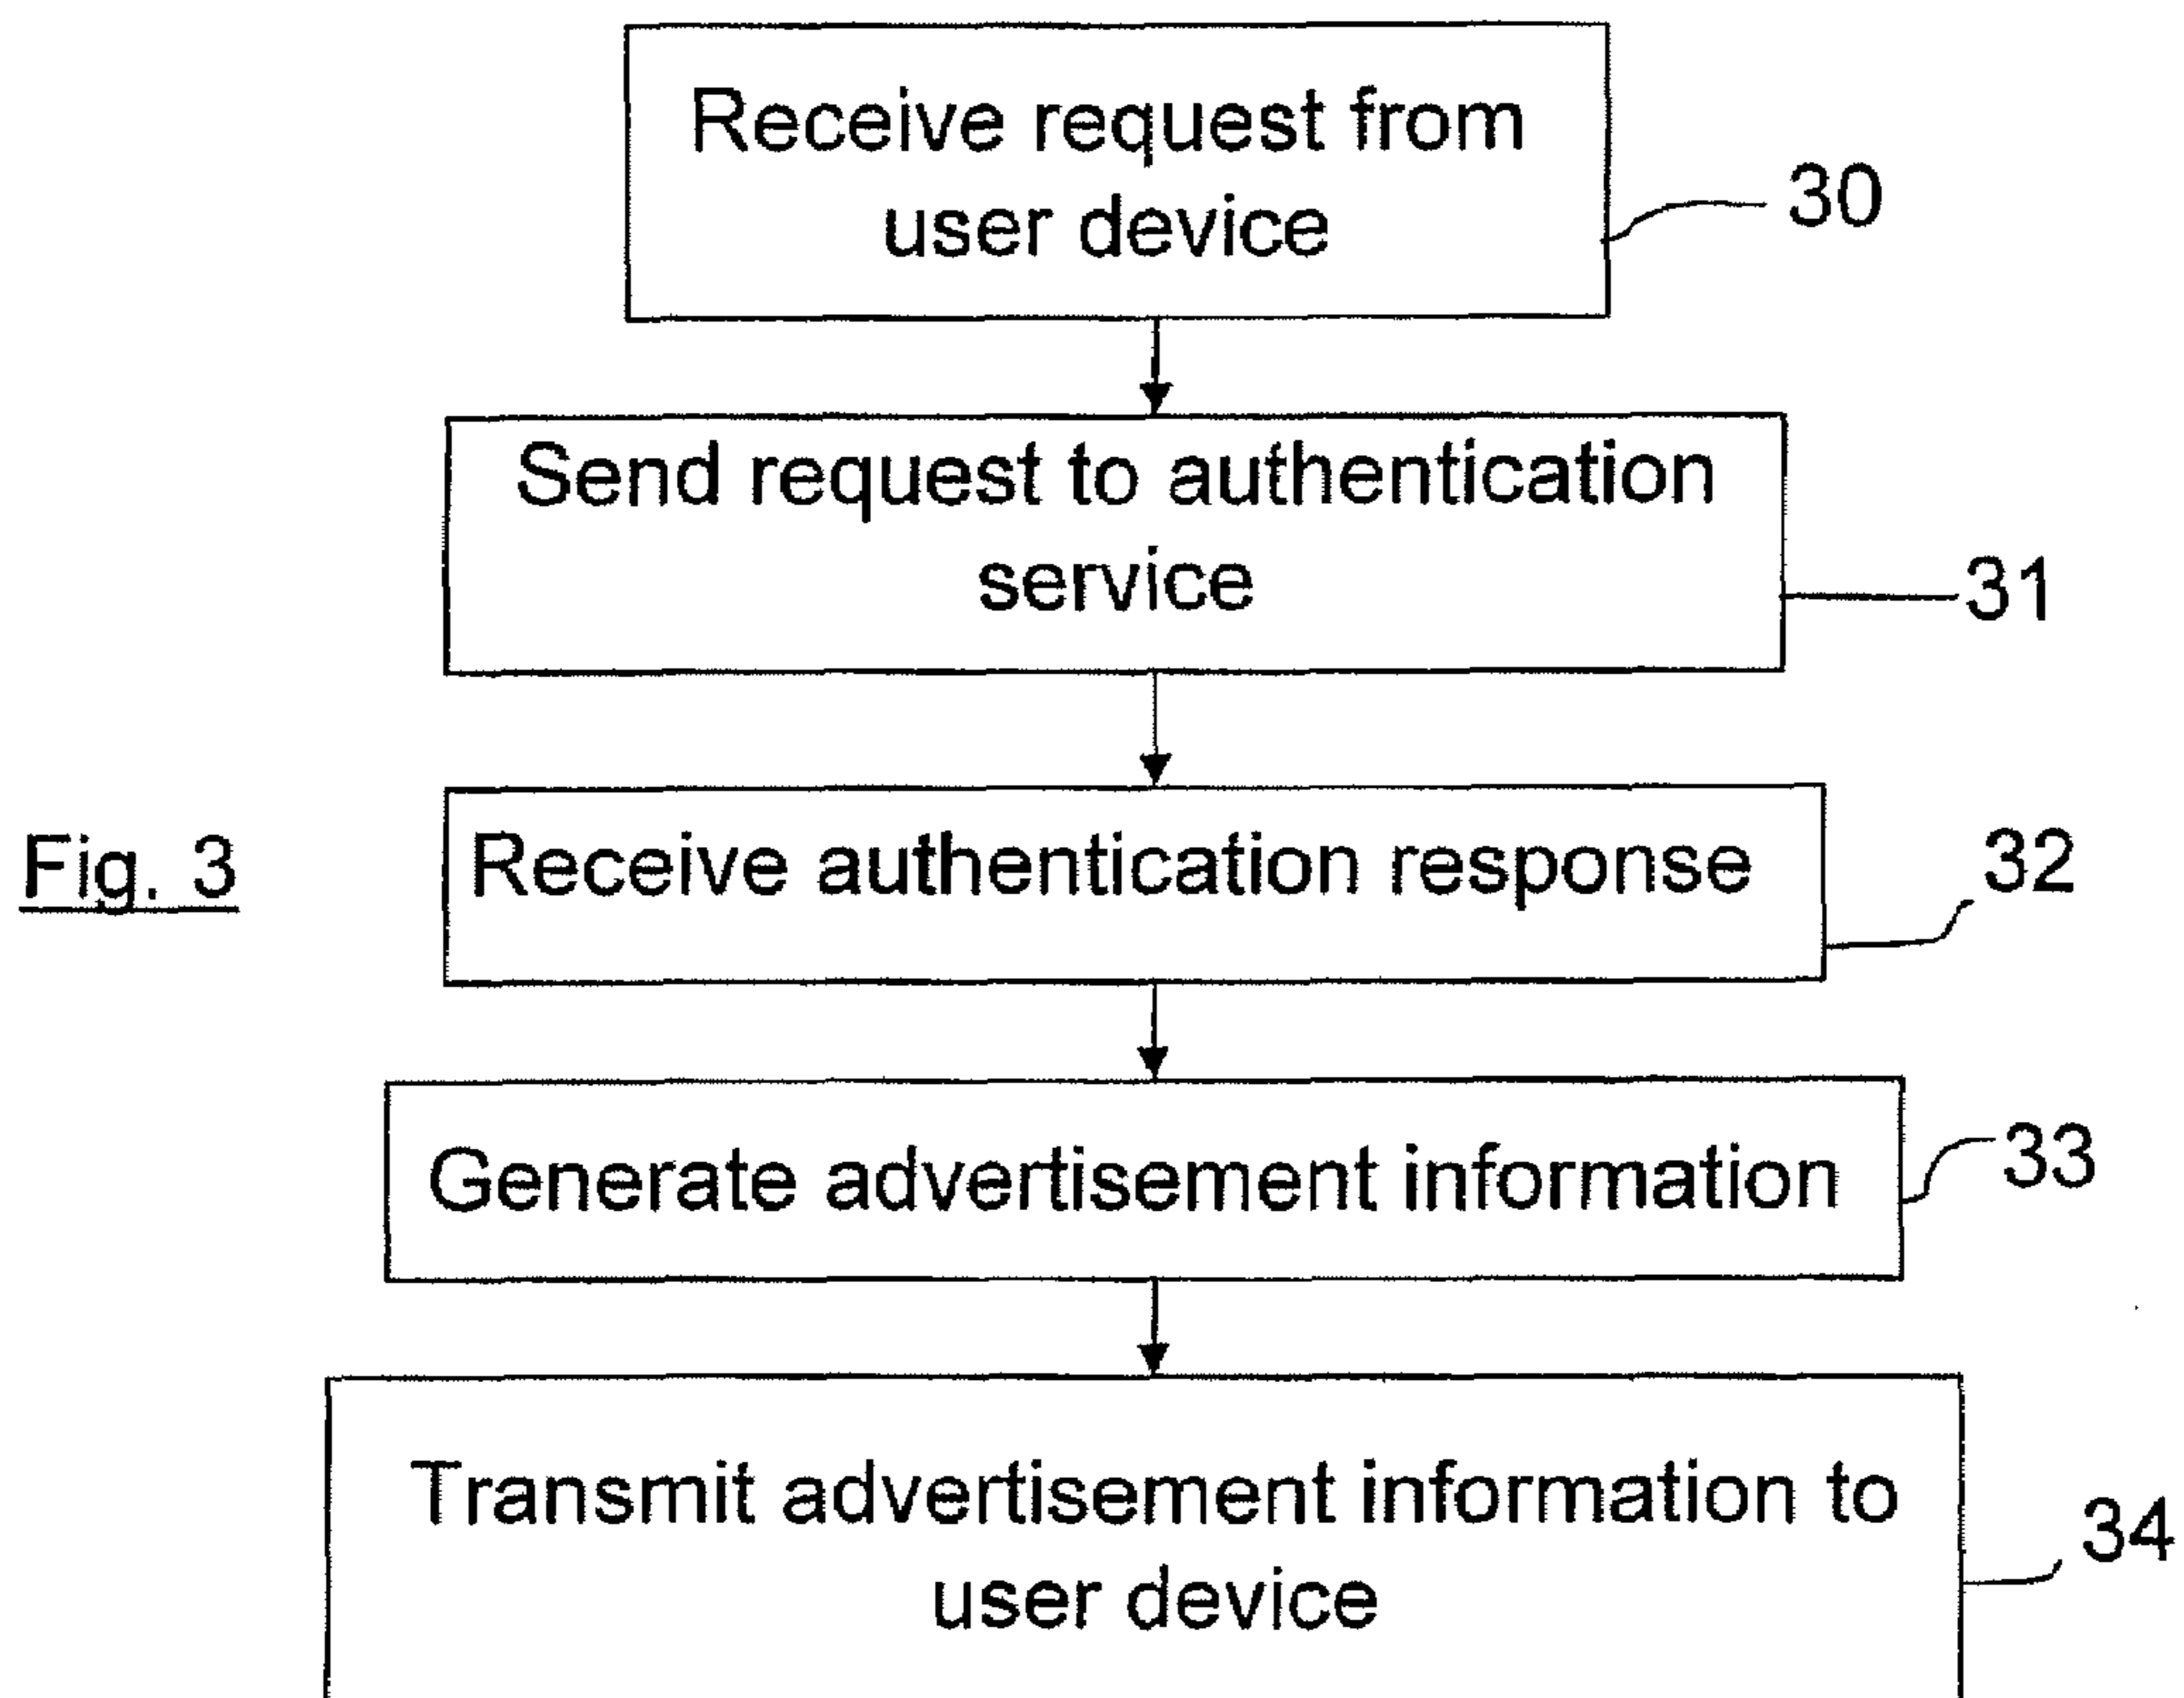 Receive request from
user device
30
Send request to authentication
service
31
Fig. 3
Receive authentication response
32
Generate advertisement information
33
Transmit advertisement information to
user device
34